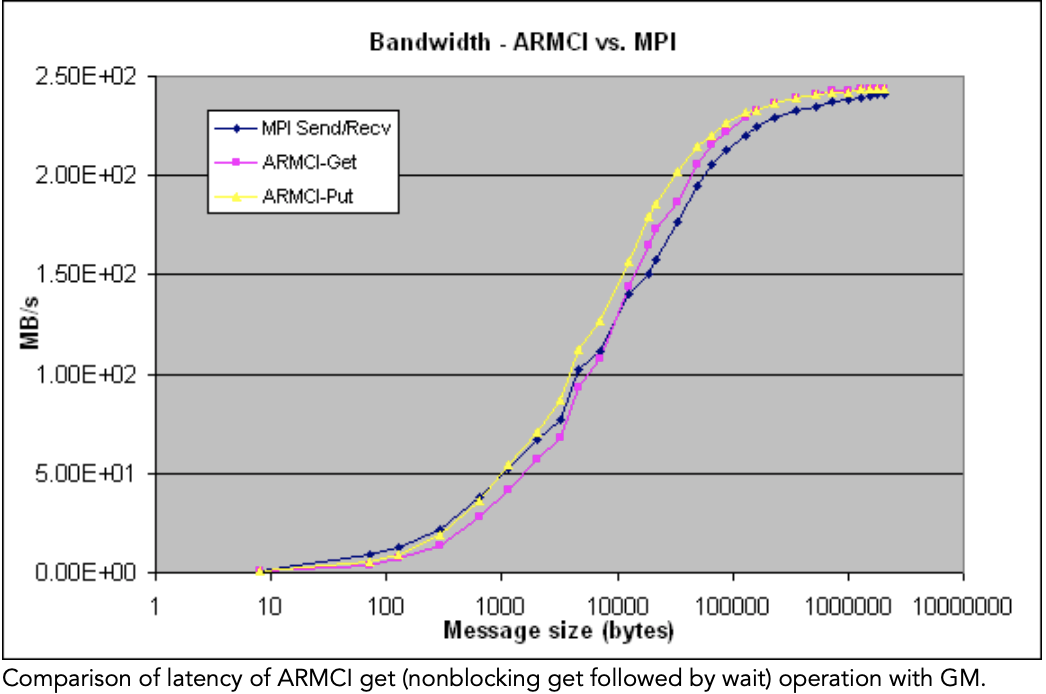 Bandwidth - ARMCI vs. MPI
2.50E+02
2.00E+02
1.50E+02
1.00E+02
5.00E+01
0.00E+00
MB/s
MPI Send/Recv
ARMCI-Get
ARMCI-Put
1 10 100 1000 10000 100000 1000000 10000000
Message size (bytes)
Comparison of latency of ARMCI get (nonblocking get followed by wait) operation with GM.